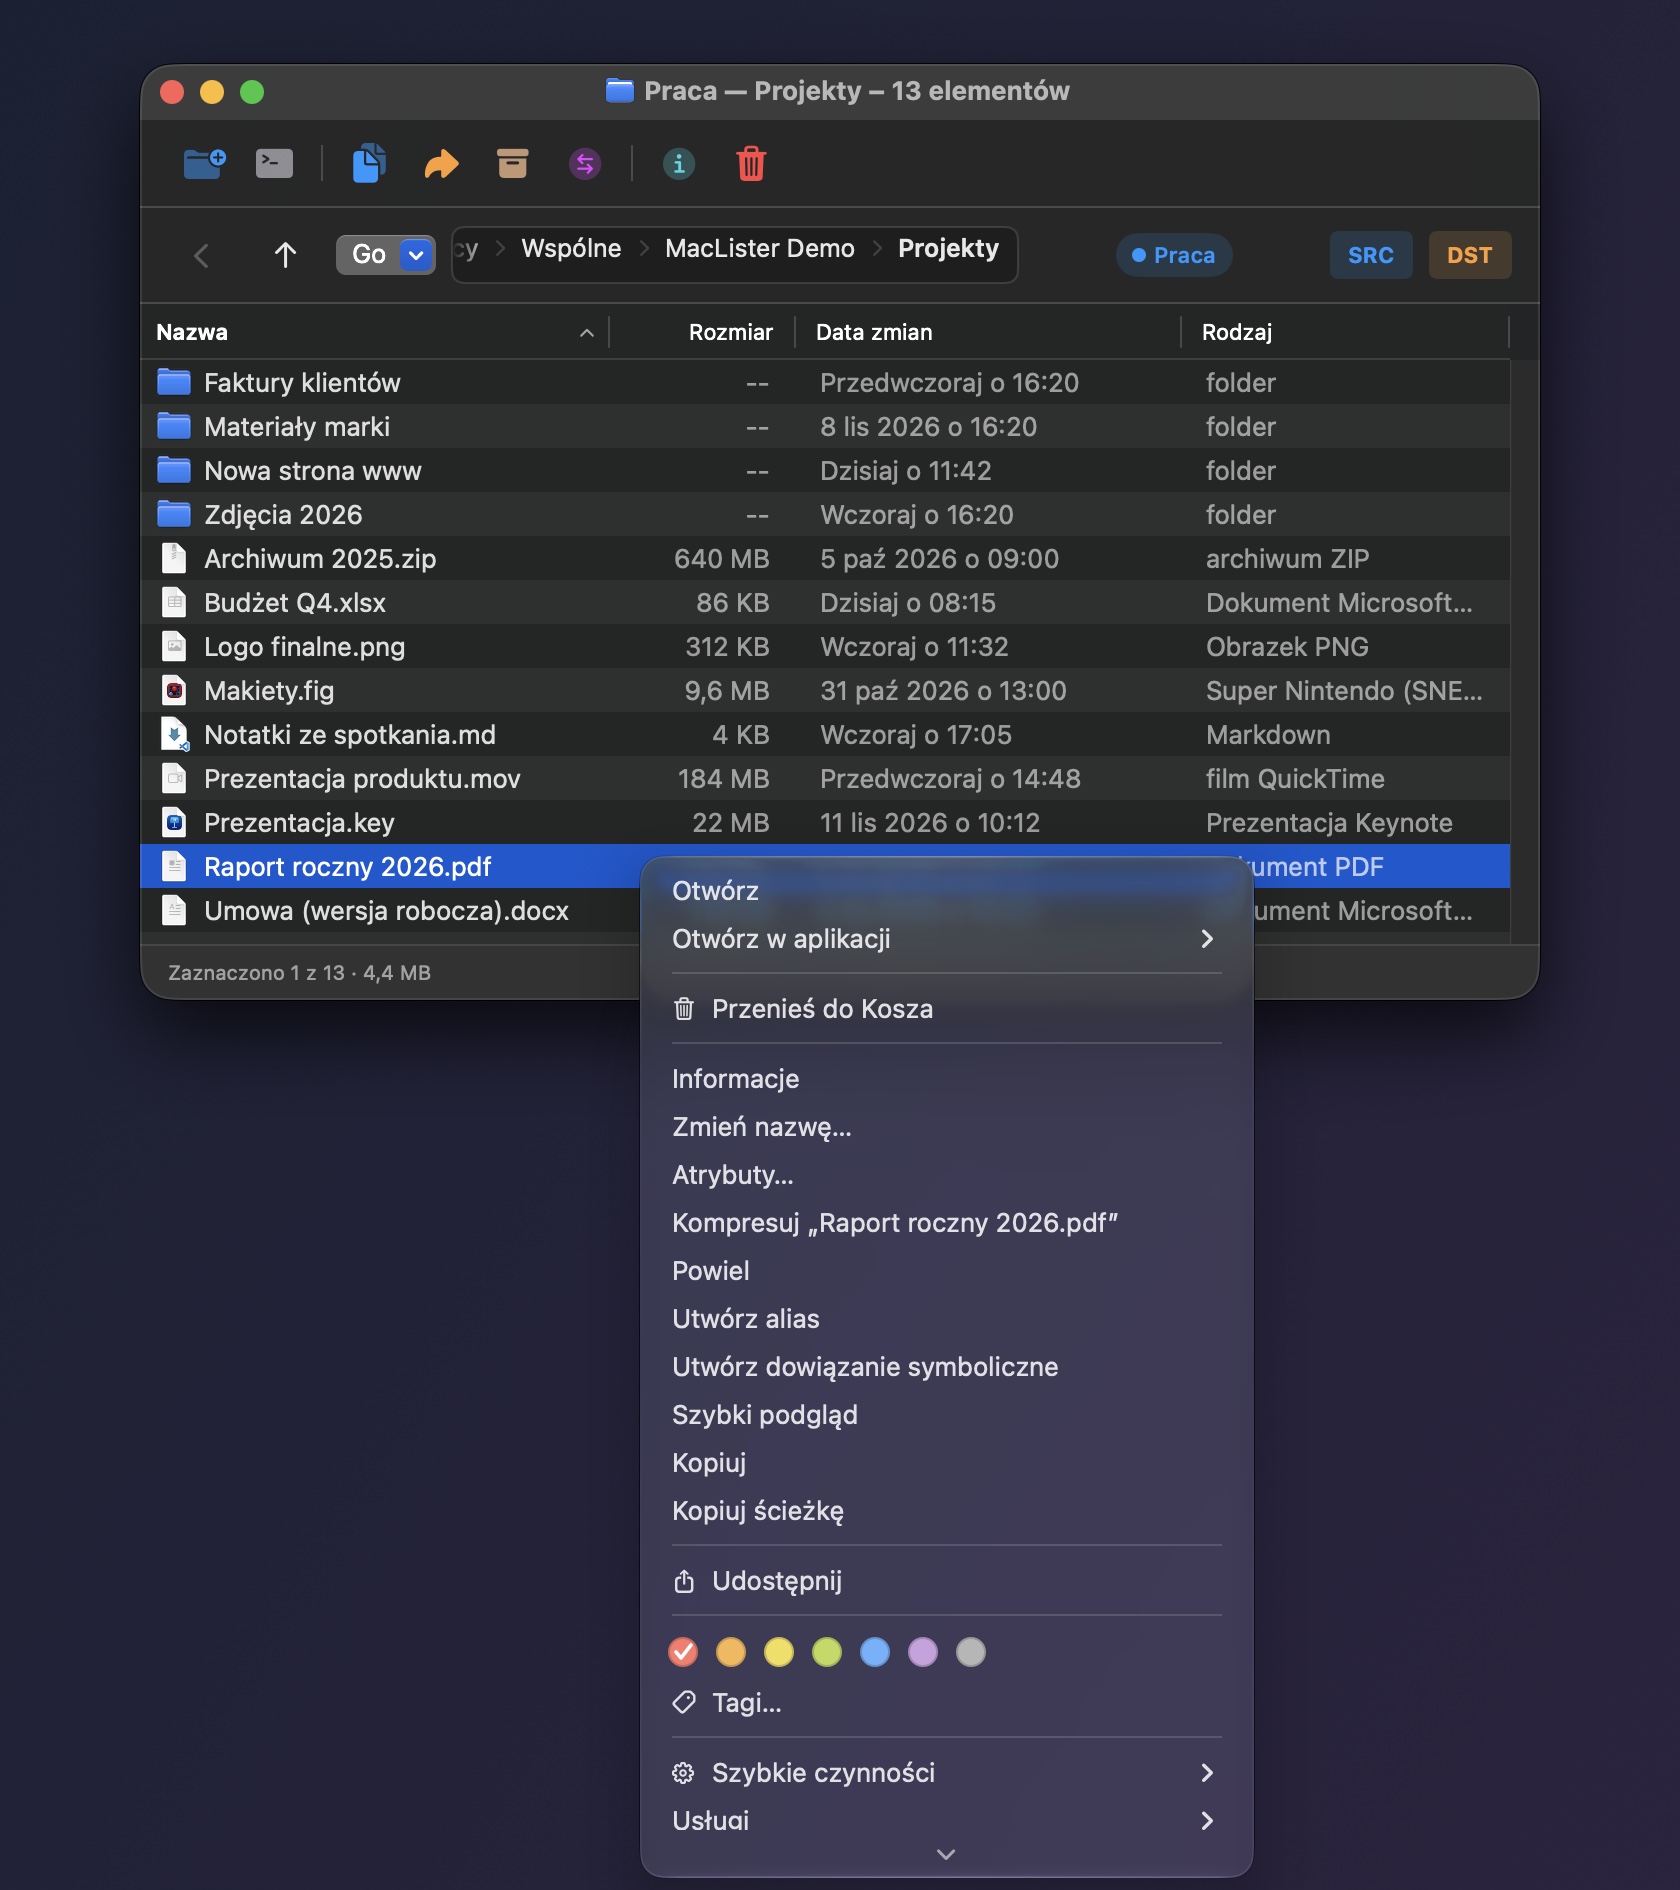 Praca — Projekty – 13 elementów
Go
cy > Wspólne > MacLister Demo > Projekty
Praca
SRC
DST
Nazwa Rozmiar Data zmian Rodzaj
Faktury klientów -- Przedwczoraj o 16:20 folder
Materiały marki -- 8 lis 2026 o 16:20 folder
Nowa strona www -- Dzisiaj o 11:42 folder
Zdjęcia 2026 -- Wczoraj o 16:20 folder
Archiwum 2025.zip 640 MB 5 paź 2026 o 09:00 archiwum ZIP
Budżet Q4.xlsx 86 KB Dzisiaj o 08:15 Dokument Microsoft...
Logo finalne.png 312 KB Wczoraj o 11:32 Obrazek PNG
Makiety.fig 9,6 MB 31 paź 2026 o 13:00 Super Nintendo (SNE...
Notatki ze spotkania.md 4 KB Wczoraj o 17:05 Markdown
Prezentacja produktu.mov 184 MB Przedwczoraj o 14:48 film QuickTime
Prezentacja.key 22 MB 11 lis 2026 o 10:12 Prezentacja Keynote
Raport roczny 2026.pdf kument PDF
Umowa (wersja robocza).docx ument Microsoft...
Zaznaczono 1 z 13 · 4,4 MB
Otwórz
Otwórz w aplikacji
Przenieś do Kosza
Informacje
Zmień nazwę...
Atrybuty...
Kompresuj „Raport roczny 2026.pdf”
Powiel
Utwórz alias
Utwórz dowiązanie symboliczne
Szybki podgląd
Kopiuj
Kopiuj ścieżkę
Udostępnij
Tagi...
Szybkie czynności
Usługi